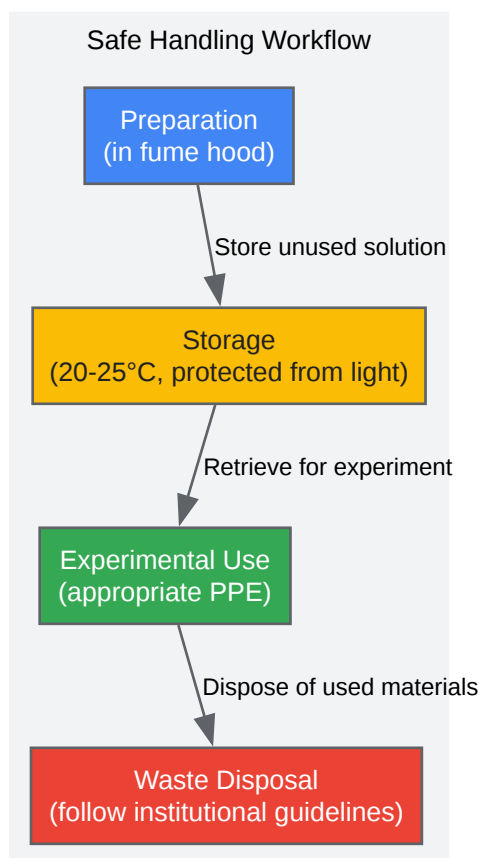 Safe Handling Workflow
Preparation
(in fume hood)
Store unused solution
Storage
(20-25°C, protected from light)
Retrieve for experiment
Experimental Use
(appropriate PPE)
Dispose of used materials
Waste Disposal
(follow institutional guidelines)